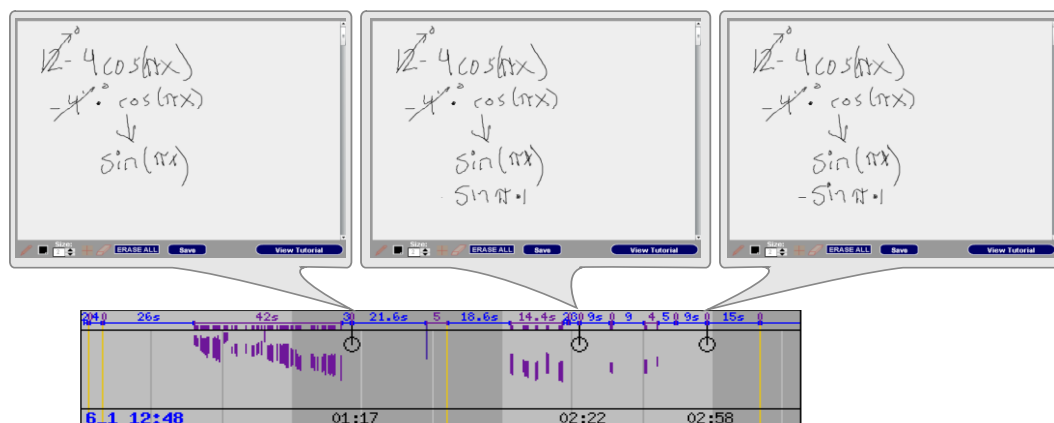 12 - 4cos(πx)
-4 · cos(πx)
0
0
↓
sin(πx)
Size:
ERASE ALL
Save
View Tutorial
12 - 4cos(πx)
-4 · cos(πx)
0
0
↓
sin(πx)
sin π·1
Size:
ERASE ALL
Save
View Tutorial
12 - 4cos(πx)
-4 · cos(πx)
0
0
↓
sin(πx)
-sin π·1
Size:
ERASE ALL
Save
View Tutorial
26s 42s 21.6s 5 18.6s 14.4s 9s 9 4.5 9s 15s
6_1 12:48 01:17 02:22 02:58